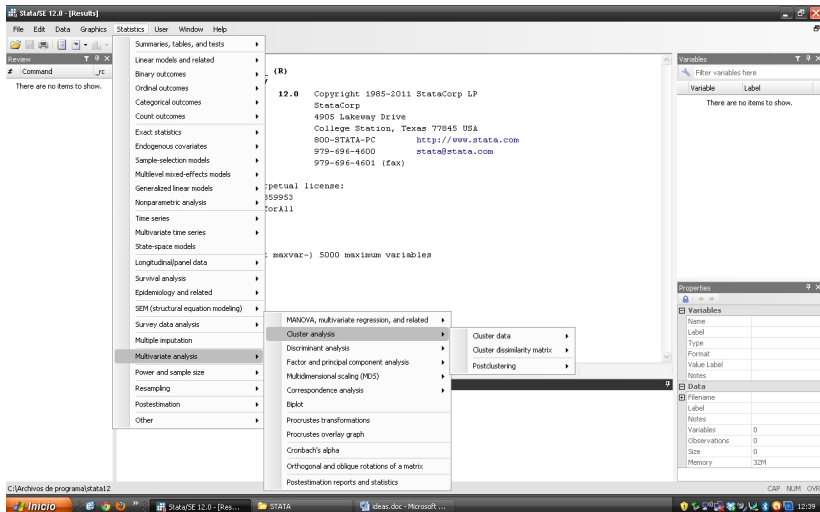 Stata/SE 12.0 - [Results]
File Edit Data Graphics Statistics User Window Help
Review
# Command _rc
There are no items to show.
Summaries, tables, and tests
Linear models and related
Binary outcomes
Ordinal outcomes
Categorical outcomes
Count outcomes
Exact statistics
Endogenous covariates
Sample-selection models
Multilevel mixed-effects models
Generalized linear models
Nonparametric analysis
Time series
Multivariate time series
State-space models
Longitudinal/panel data
Survival analysis
Epidemiology and related
SEM (structural equation modeling)
Survey data analysis
Multiple imputation
Multivariate analysis
Power and sample size
Resampling
Postestimation
Other
(R)
12.0 Copyright 1985-2011 StataCorp LP
StataCorp
4905 Lakeway Drive
College Station, Texas 77845 USA
800-STATA-PC http://www.stata.com
979-696-4600 stata@stata.com
979-696-4601 (fax)
rpetual license:
859953
ForAll
t maxvar-) 5000 maximum variables
MANOVA, multivariate regression, and related
Cluster analysis
Discriminant analysis
Factor and principal component analysis
Multidimensional scaling (MDS)
Correspondence analysis
Biplot
Procrustes transformations
Procrustes overlay graph
Cronbach's alpha
Orthogonal and oblique rotations of a matrix
Postestimation reports and statistics
Cluster data
Cluster dissimilarity matrix
Postclustering
Variables
Filter variables here
Variable Label
There are no items to show.
Properties
Variables
Name
Label
Type
Format
Value Label
Notes
Data
Filename
Label
Notes
Variables 0
Observations 0
Size 0
Memory 32M
C:\Archivos de programa\stata12
CAP NUM OVR
Inicio
Stata/SE 12.0 - [Res...
STATA
ideas.doc - Microsoft ...
12:39